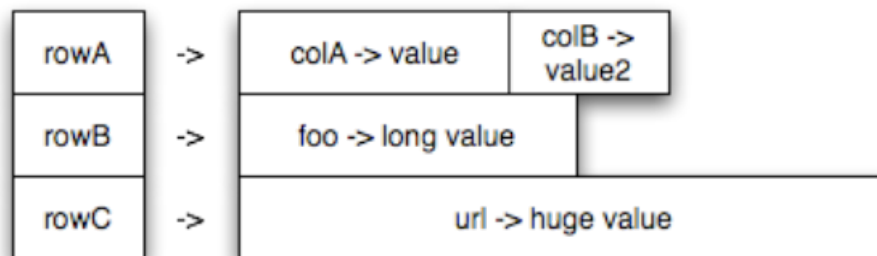 rowA -> colA -> value colB ->
value2
rowB -> foo -> long value
rowC -> url -> huge value